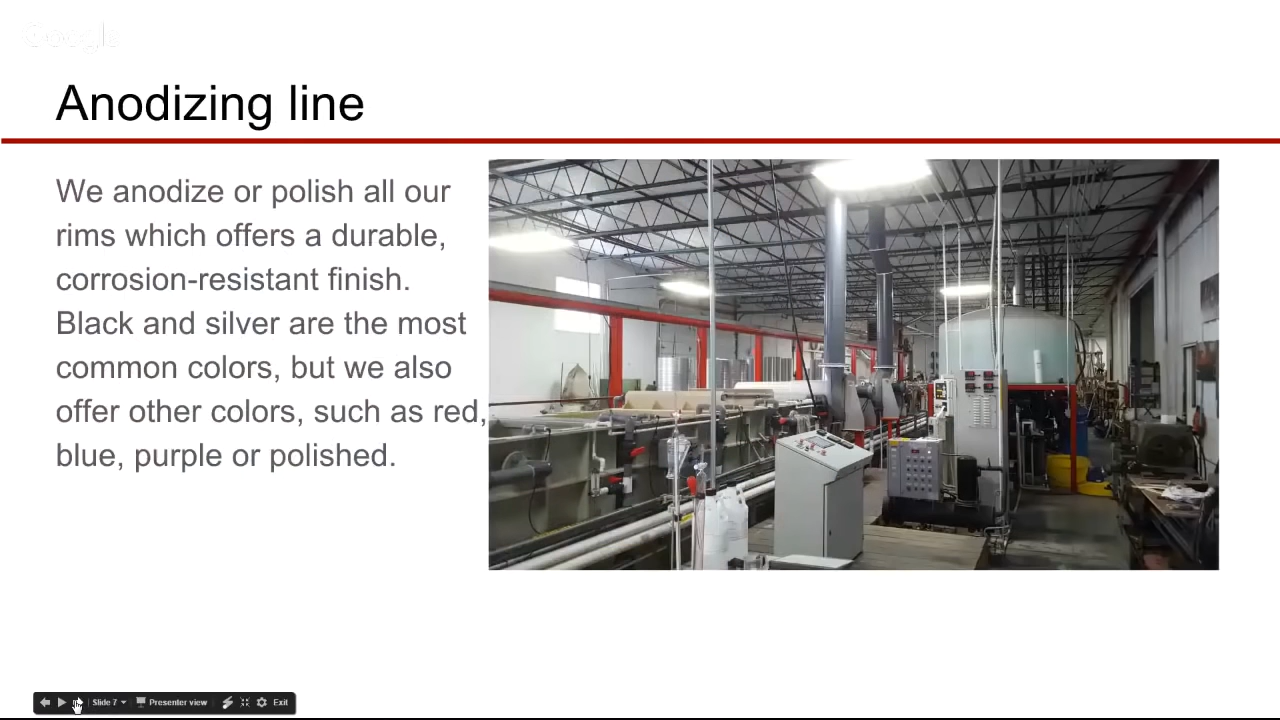 Google
Anodizing line
We anodize or polish all our
rims which offers a durable,
corrosion-resistant finish.
Black and silver are the most
common colors, but we also
offer other colors, such as red,
blue, purple or polished.
Slide 7
Presenter view
Exit